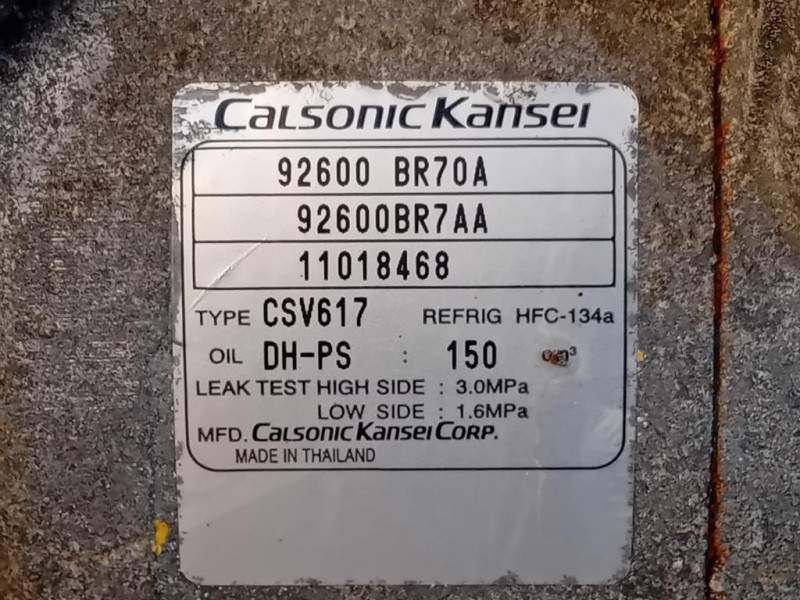 Calsonic Kansei
92600 BR70A
92600BR7AA
11018468
TYPE CSV617 REFRIG HFC-134a
OIL DH-PS : 150 cm³
LEAK TEST HIGH SIDE : 3.0MPa
LOW SIDE : 1.6MPa
MFD. Calsonic Kansei Corp.
MADE IN THAILAND